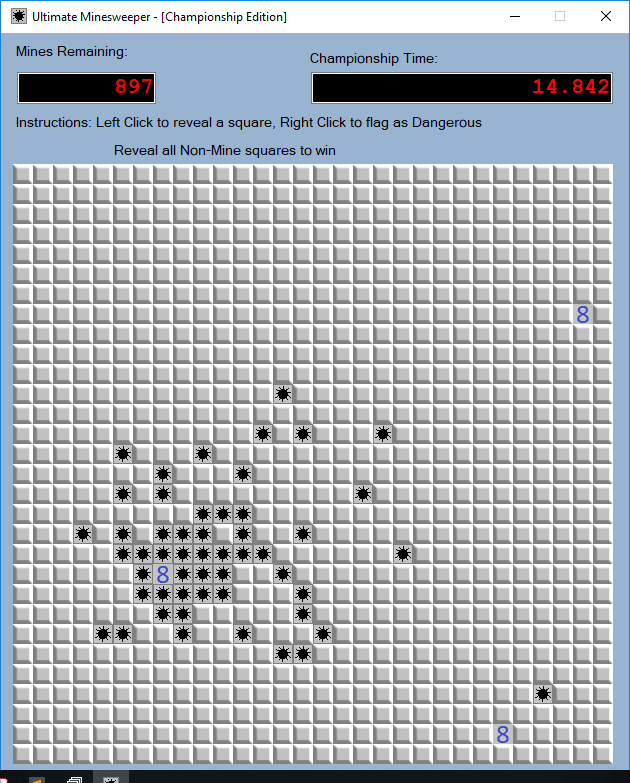 Ultimate Minesweeper - [Championship Edition]
Mines Remaining:
Championship Time:
897
14.842
Instructions: Left Click to reveal a square, Right Click to flag as Dangerous
Reveal all Non-Mine squares to win
8
8
8